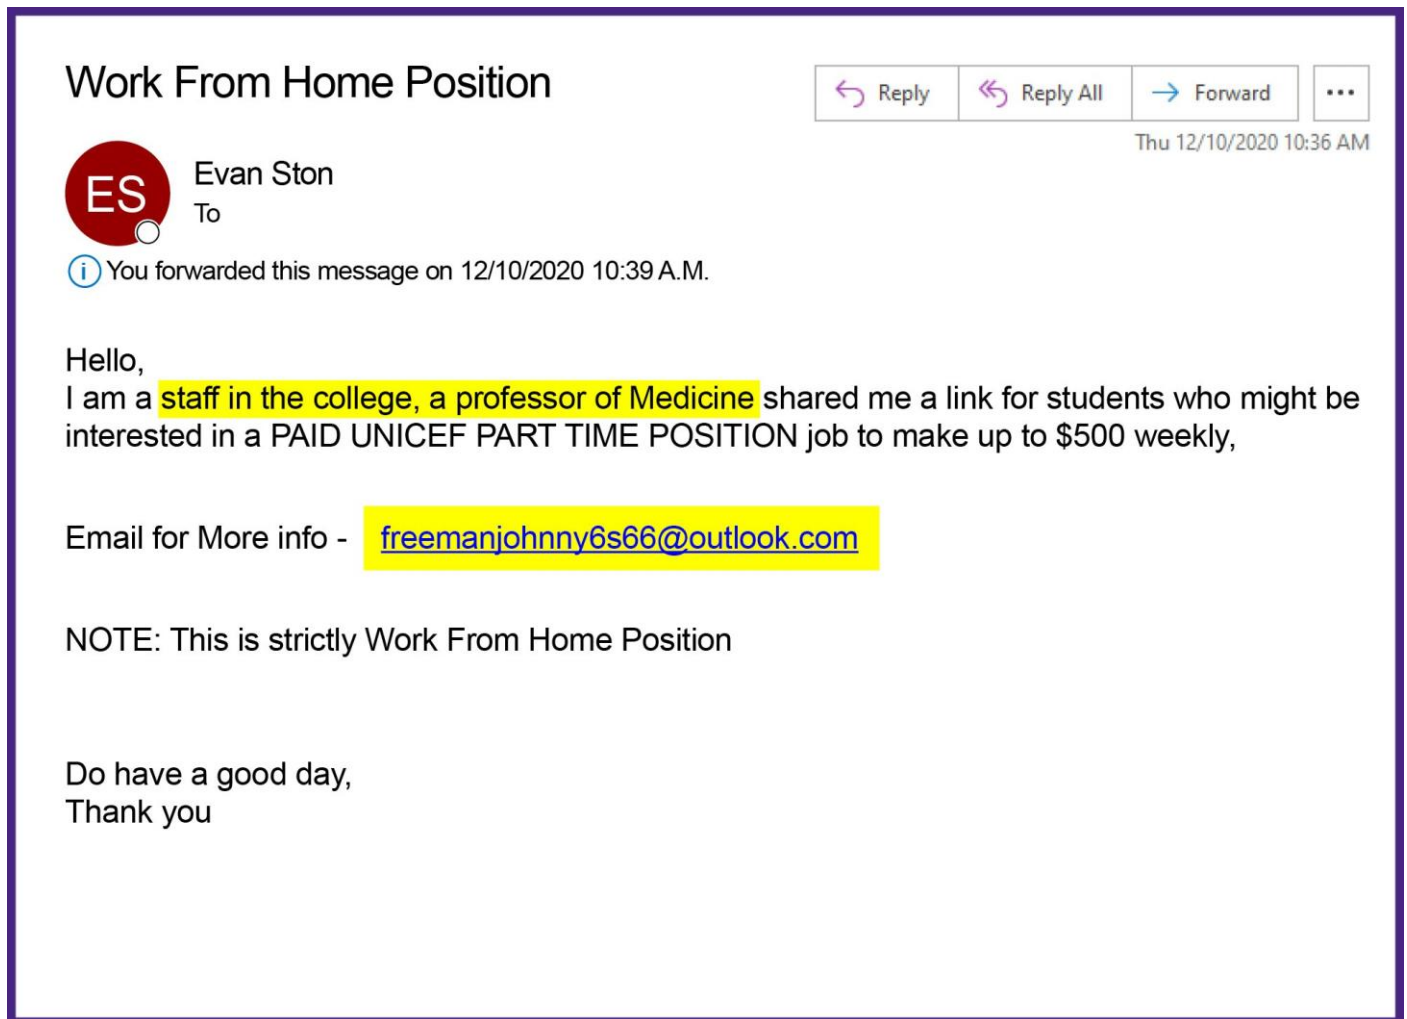 Work From Home Position
Reply
Reply All
Forward
Thu 12/10/2020 10:36 AM
ES
Evan Ston
To
You forwarded this message on 12/10/2020 10:39 A.M.
Hello,
I am a staff in the college, a professor of Medicine shared me a link for students who might be
interested in a PAID UNICEF PART TIME POSITION job to make up to $500 weekly,
Email for More info - freemanjohnny6s66@outlook.com
NOTE: This is strictly Work From Home Position
Do have a good day,
Thank you